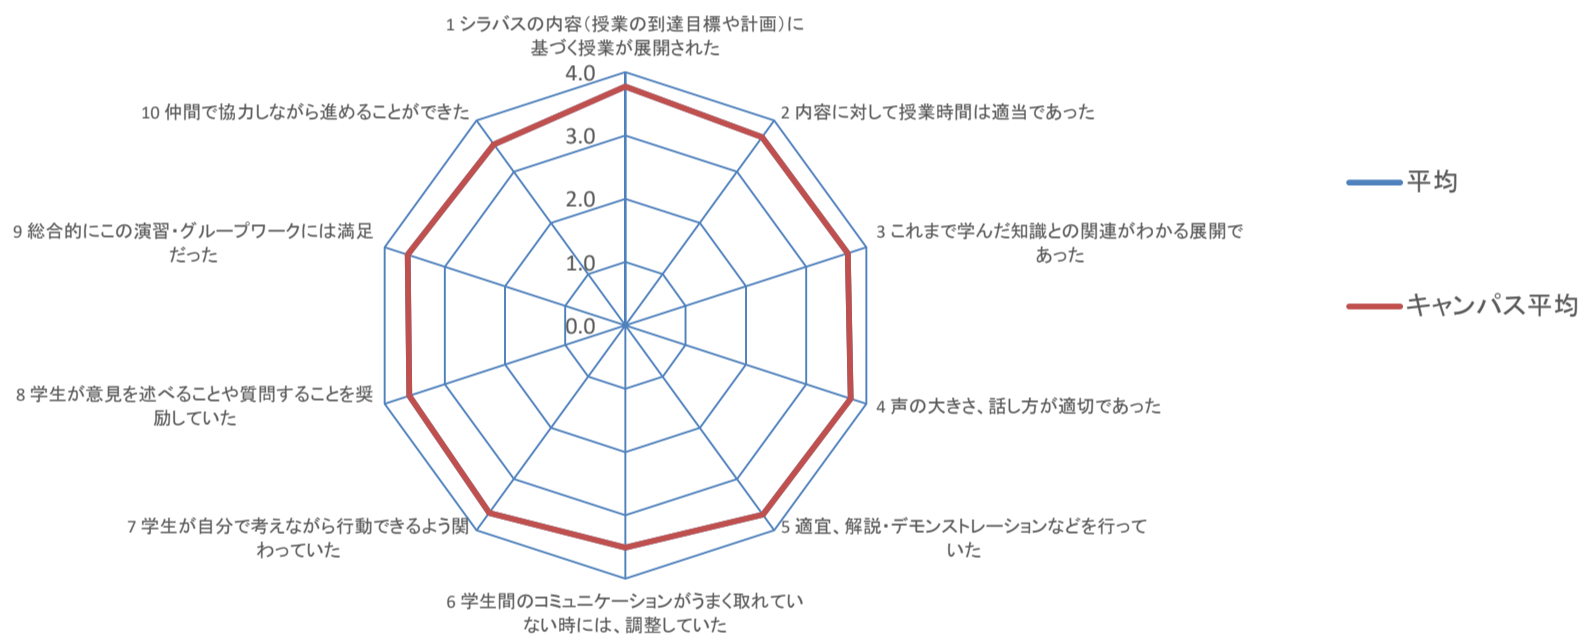 1 シラバスの内容（授業の到達目標や計画）に
基づく授業が展開された
4.0
3.0
2.0
1.0
0.0
2 内容に対して授業時間は適当であった
3 これまで学んだ知識との関連がわかる展開で
あった
4 声の大きさ、話し方が適切であった
5 適宜、解説・デモンストレーションなどを行って
いた
6 学生間のコミュニケーションがうまく取れてい
ない時には、調整していた
7 学生が自分で考えながら行動できるよう関
わっていた
8 学生が意見を述べることや質問することを奨
励していた
9 総合的にこの演習・グループワークには満足
だった
10 仲間で協力しながら進めることができた
平均
キャンパス平均